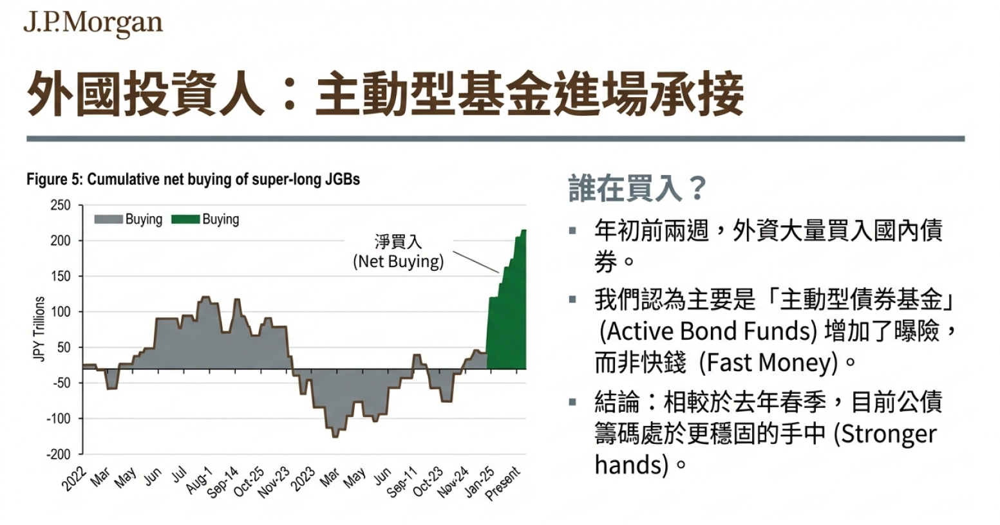 J.P.Morgan
外國投資人：主動型基金進場承接
Figure 5: Cumulative net buying of super-long JGBs
250
200
150
100
50
-50
-100
-200
JPY Trillions
Buying
Buying
淨買入
(Net Buying)
2022
Mar
May
Jun
Jul
Aug-1
Sep-14
Oct-25
Nov-23
2023
Mar
May
Jun
Sep-11
Oct-23
Nov-24
Jan-25
Present
誰在買入？
▪ 年初前兩週，外資大量買入國內債
券。
▪ 我們認為主要是「主動型債券基金」
(Active Bond Funds) 增加了曝險，
而非快錢 (Fast Money)。
▪ 結論：相較於去年春季，目前公債
籌碼處於更穩固的手中 (Stronger
hands)。